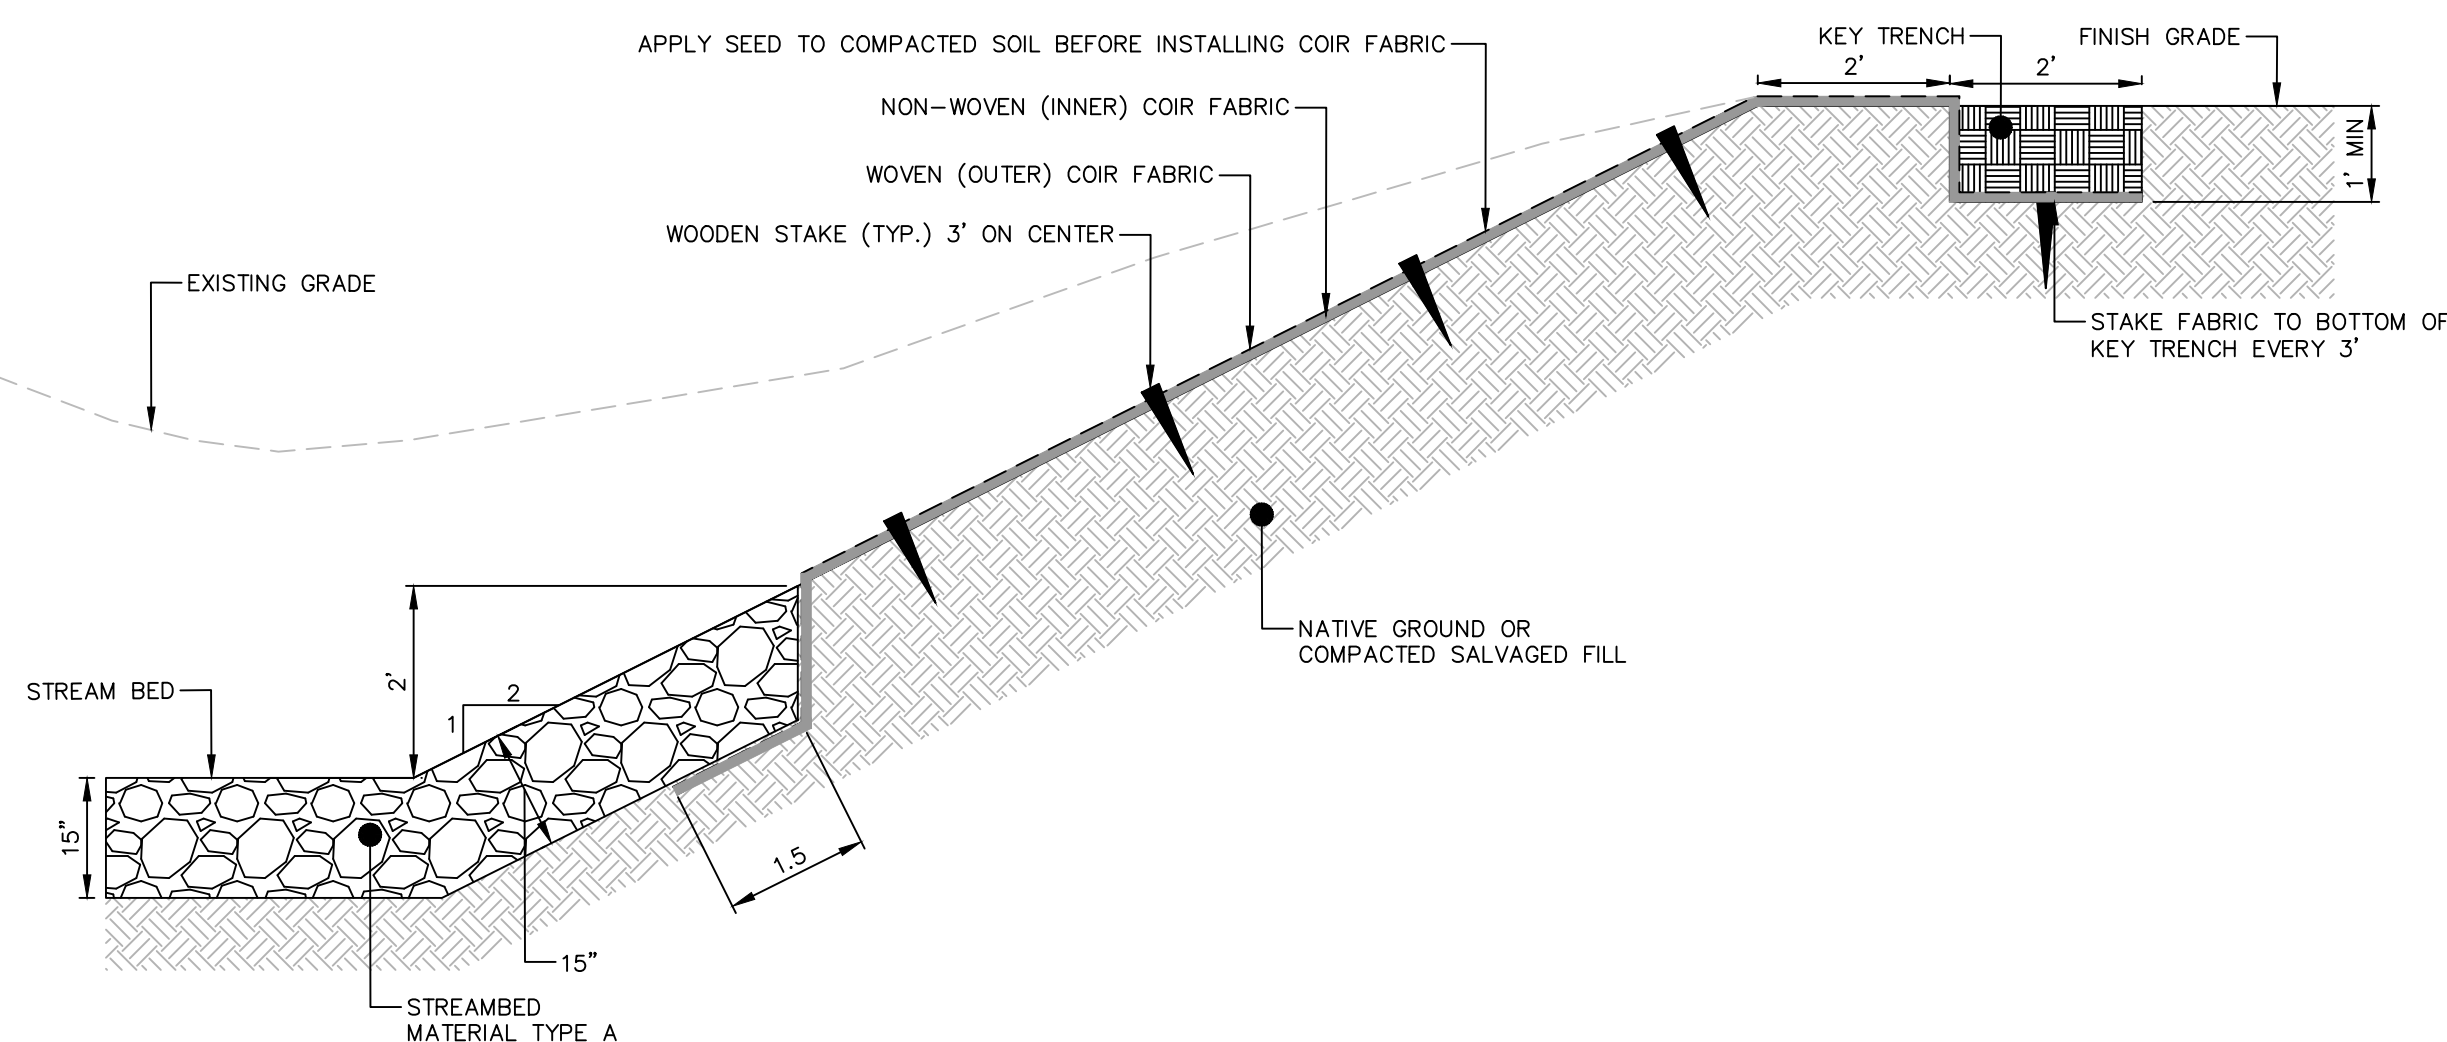 APPLY SEED TO COMPACTED SOIL BEFORE INSTALLING COIR FABRIC
KEY TRENCH
FINISH GRADE
2'
2'
NON-WOVEN (INNER) COIR FABRIC
1' MIN
WOVEN (OUTER) COIR FABRIC
WOODEN STAKE (TYP.) 3' ON CENTER
EXISTING GRADE
STAKE FABRIC TO BOTTOM OF
KEY TRENCH EVERY 3'
NATIVE GROUND OR
COMPACTED SALVAGED FILL
STREAM BED
2'
2
1
15"
1.5
15"
STREAMBED
MATERIAL TYPE A